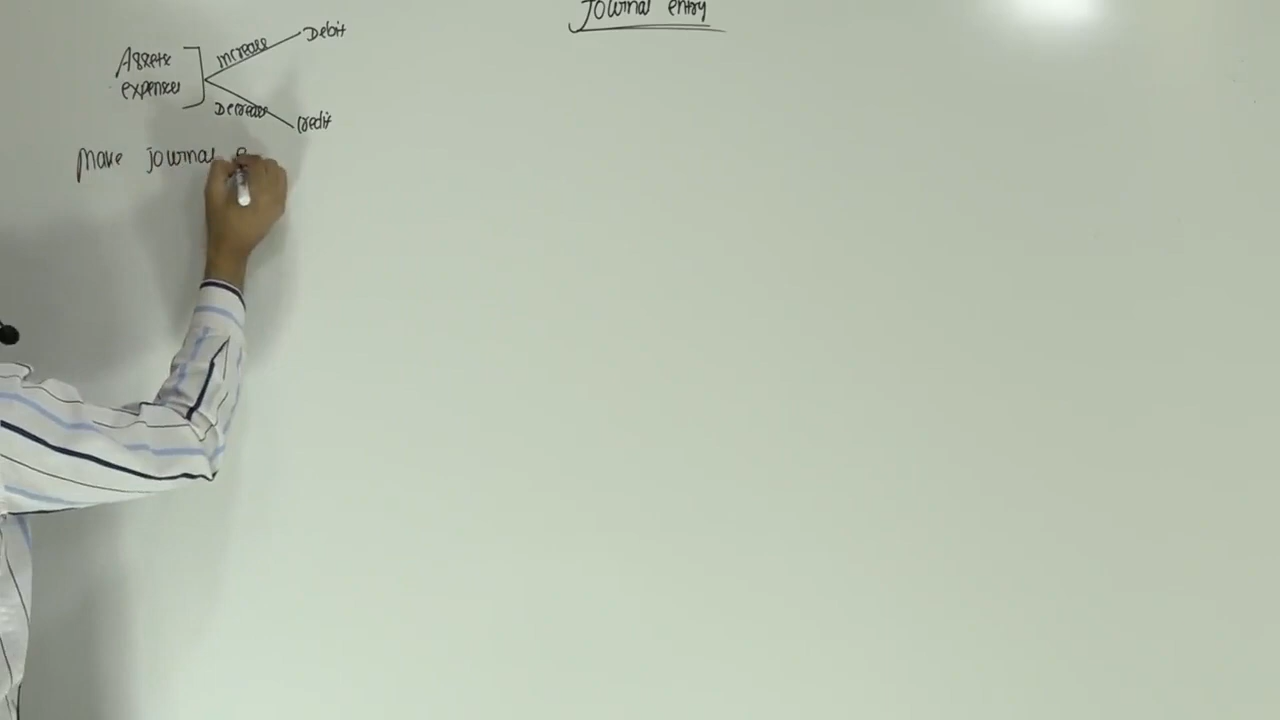 Journal entry
Assets
expenses
Increase
Debit
Decrease
credit
Make journal e